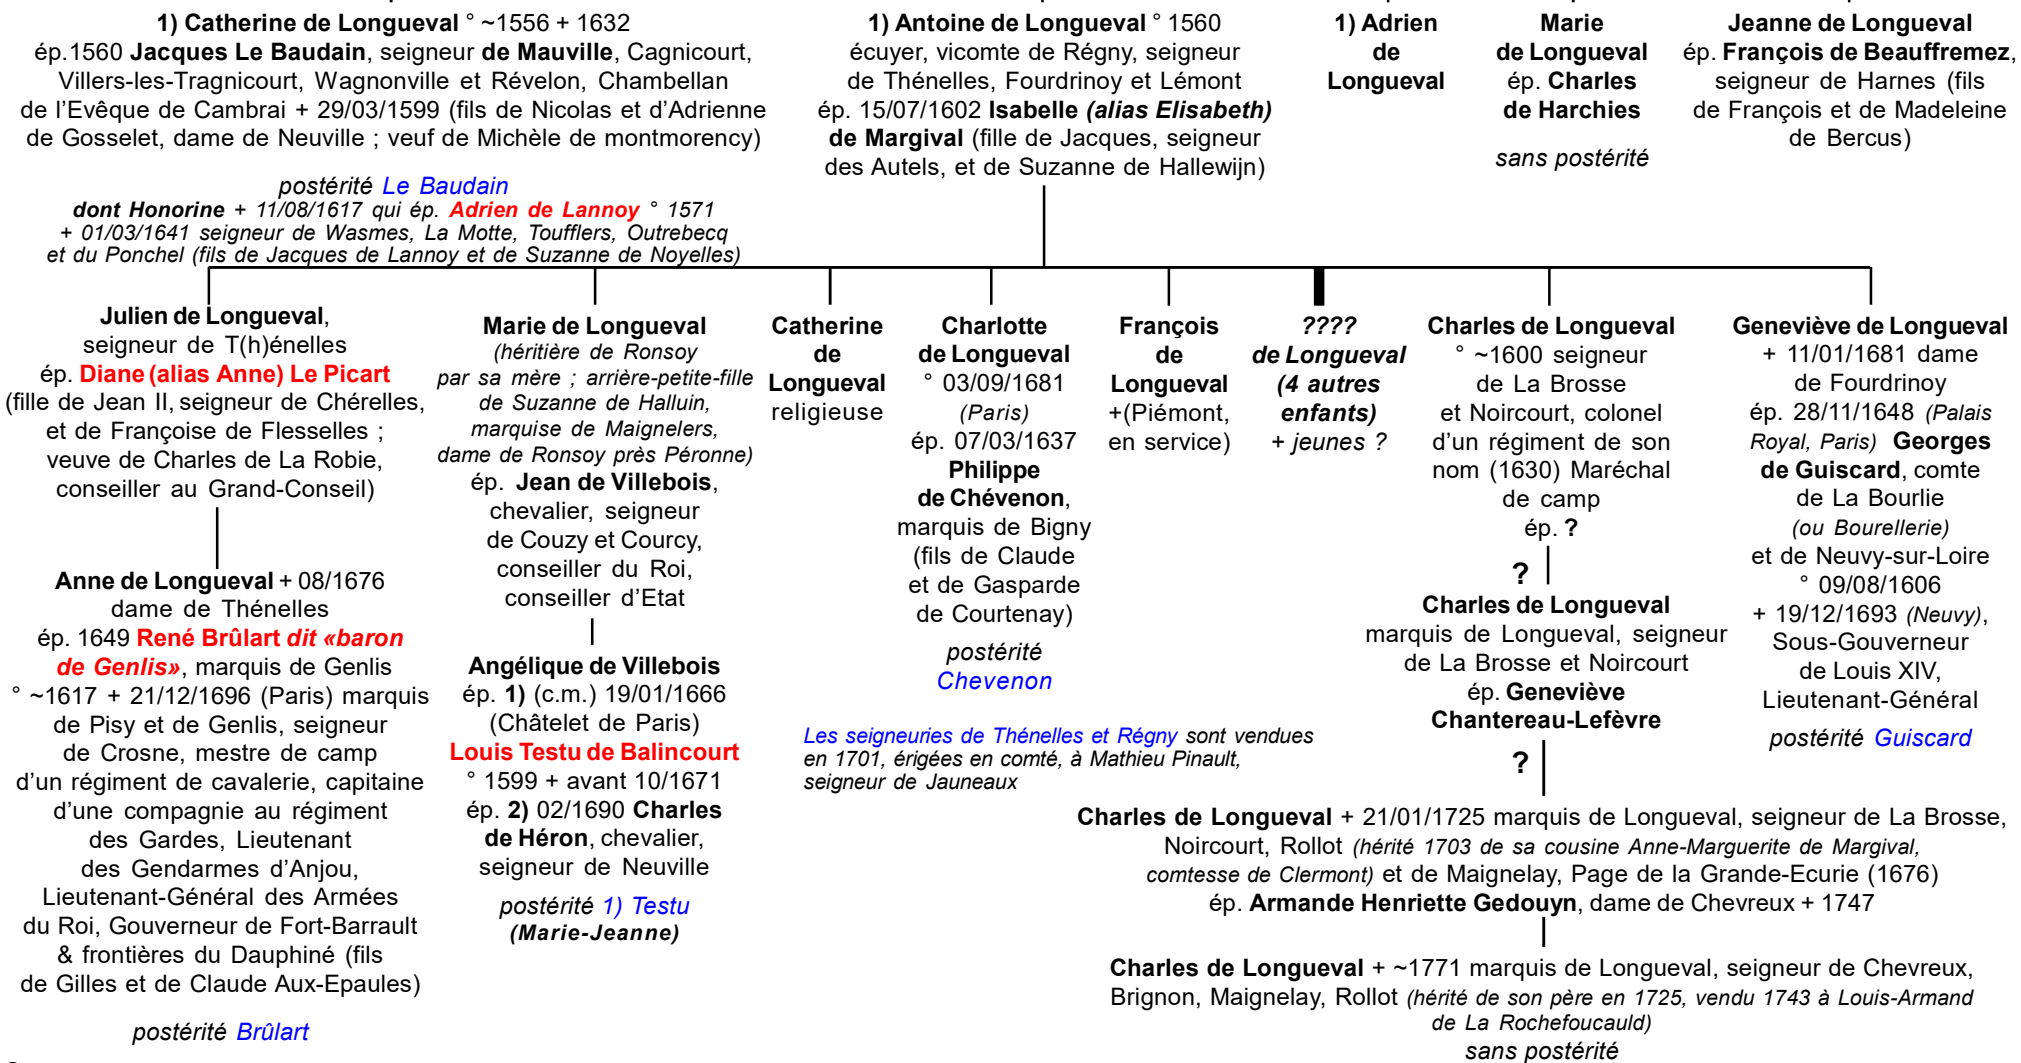 1) Catherine de Longueval ° ~1556 + 1632
ép.1560 Jacques Le Baudain, seigneur de Mauville, Cagnicourt,
Villers-les-Tragnicourt, Wagnonville et Révelon, Chambellan
de l'Evêque de Cambrai + 29/03/1599 (fils de Nicolas et d'Adrienne
de Gosselet, dame de Neuville ; veuf de Michèle de montmorency)
postérité Le Baudain
dont Honorine + 11/08/1617 qui ép. Adrien de Lannoy ° 1571
+ 01/03/1641 seigneur de Wasmes, La Motte, Toufflers, Outrebecq
et du Ponchel (fils de Jacques de Lannoy et de Suzanne de Noyelles)
1) Antoine de Longueval ° 1560
écuyer, vicomte de Régny, seigneur
de Thénelles, Fourdrinoy et Lémont
ép. 15/07/1602 Isabelle (alias Elisabeth)
de Margival (fille de Jacques, seigneur
des Autels, et de Suzanne de Hallewijn)
1) Adrien
de
Longueval
Marie
de Longueval
ép. Charles
de Harchies
sans postérité
Jeanne de Longueval
ép. François de Beauffremez,
seigneur de Harnes (fils
de François et de Madeleine
de Bercus)
Julien de Longueval,
seigneur de T(h)énelles
ép. Diane (alias Anne) Le Picart
(fille de Jean II, seigneur de Chérelles,
et de Françoise de Flesselles ;
veuve de Charles de La Robie,
conseiller au Grand-Conseil)
Anne de Longueval + 08/1676
dame de Thénelles
ép. 1649 René Brûlart dit «baron
de Genlis», marquis de Genlis
° ~1617 + 21/12/1696 (Paris) marquis
de Pisy et de Genlis, seigneur
de Crosne, mestre de camp
d'un régiment de cavalerie, capitaine
d'une compagnie au régiment
des Gardes, Lieutenant
des Gendarmes d'Anjou,
Lieutenant-Général des Armées
du Roi, Gouverneur de Fort-Barrault
& frontières du Dauphiné (fils
de Gilles et de Claude Aux-Epaules)
postérité Brûlart
Marie de Longueval
(héritière de Ronsoy
par sa mère ; arrière-petite-fille
de Suzanne de Halluin,
marquise de Maignelers,
dame de Ronsoy près Péronne)
ép. Jean de Villebois,
chevalier, seigneur
de Couzy et Courcy,
conseiller du Roi,
conseiller d'Etat
Angélique de Villebois
ép. 1) (c.m.) 19/01/1666
(Châtelet de Paris)
Louis Testu de Balincourt
° 1599 + avant 10/1671
ép. 2) 02/1690 Charles
de Héron, chevalier,
seigneur de Neuville
postérité 1) Testu
(Marie-Jeanne)
Catherine
de
Longueval
religieuse
Charlotte
de Longueval
° 03/09/1681
(Paris)
ép. 07/03/1637
Philippe
de Chévenon,
marquis de Bigny
(fils de Claude
et de Gasparde
de Courtenay)
postérité
Chevenon
François
de
Longueval
+(Piémont,
en service)
????
de Longueval
(4 autres
enfants)
+ jeunes ?
Les seigneuries de Thénelles et Régny sont vendues
en 1701, érigées en comté, à Mathieu Pinault,
seigneur de Jauneaux
Charles de Longueval
° ~1600 seigneur
de La Brosse
et Noircourt, colonel
d'un régiment de son
nom (1630) Maréchal
de camp
ép. ?
?
Charles de Longueval
marquis de Longueval, seigneur
de La Brosse et Noircourt
ép. Geneviève
Chantereau-Lefèvre
?
Geneviève de Longueval
+ 11/01/1681 dame
de Fourdrinoy
ép. 28/11/1648 (Palais
Royal, Paris) Georges
de Guiscard, comte
de La Bourlie
(ou Bourellerie)
et de Neuvy-sur-Loire
° 09/08/1606
+ 19/12/1693 (Neuvy),
Sous-Gouverneur
de Louis XIV,
Lieutenant-Général
postérité Guiscard
Charles de Longueval + 21/01/1725 marquis de Longueval, seigneur de La Brosse,
Noircourt, Rollot (hérité 1703 de sa cousine Anne-Marguerite de Margival,
comtesse de Clermont) et de Maignelay, Page de la Grande-Ecurie (1676)
ép. Armande Henriette Gedouyn, dame de Chevreux + 1747
Charles de Longueval + ~1771 marquis de Longueval, seigneur de Chevreux,
Brignon, Maignelay, Rollot (hérité de son père en 1725, vendu 1743 à Louis-Armand
de La Rochefoucauld)
sans postérité